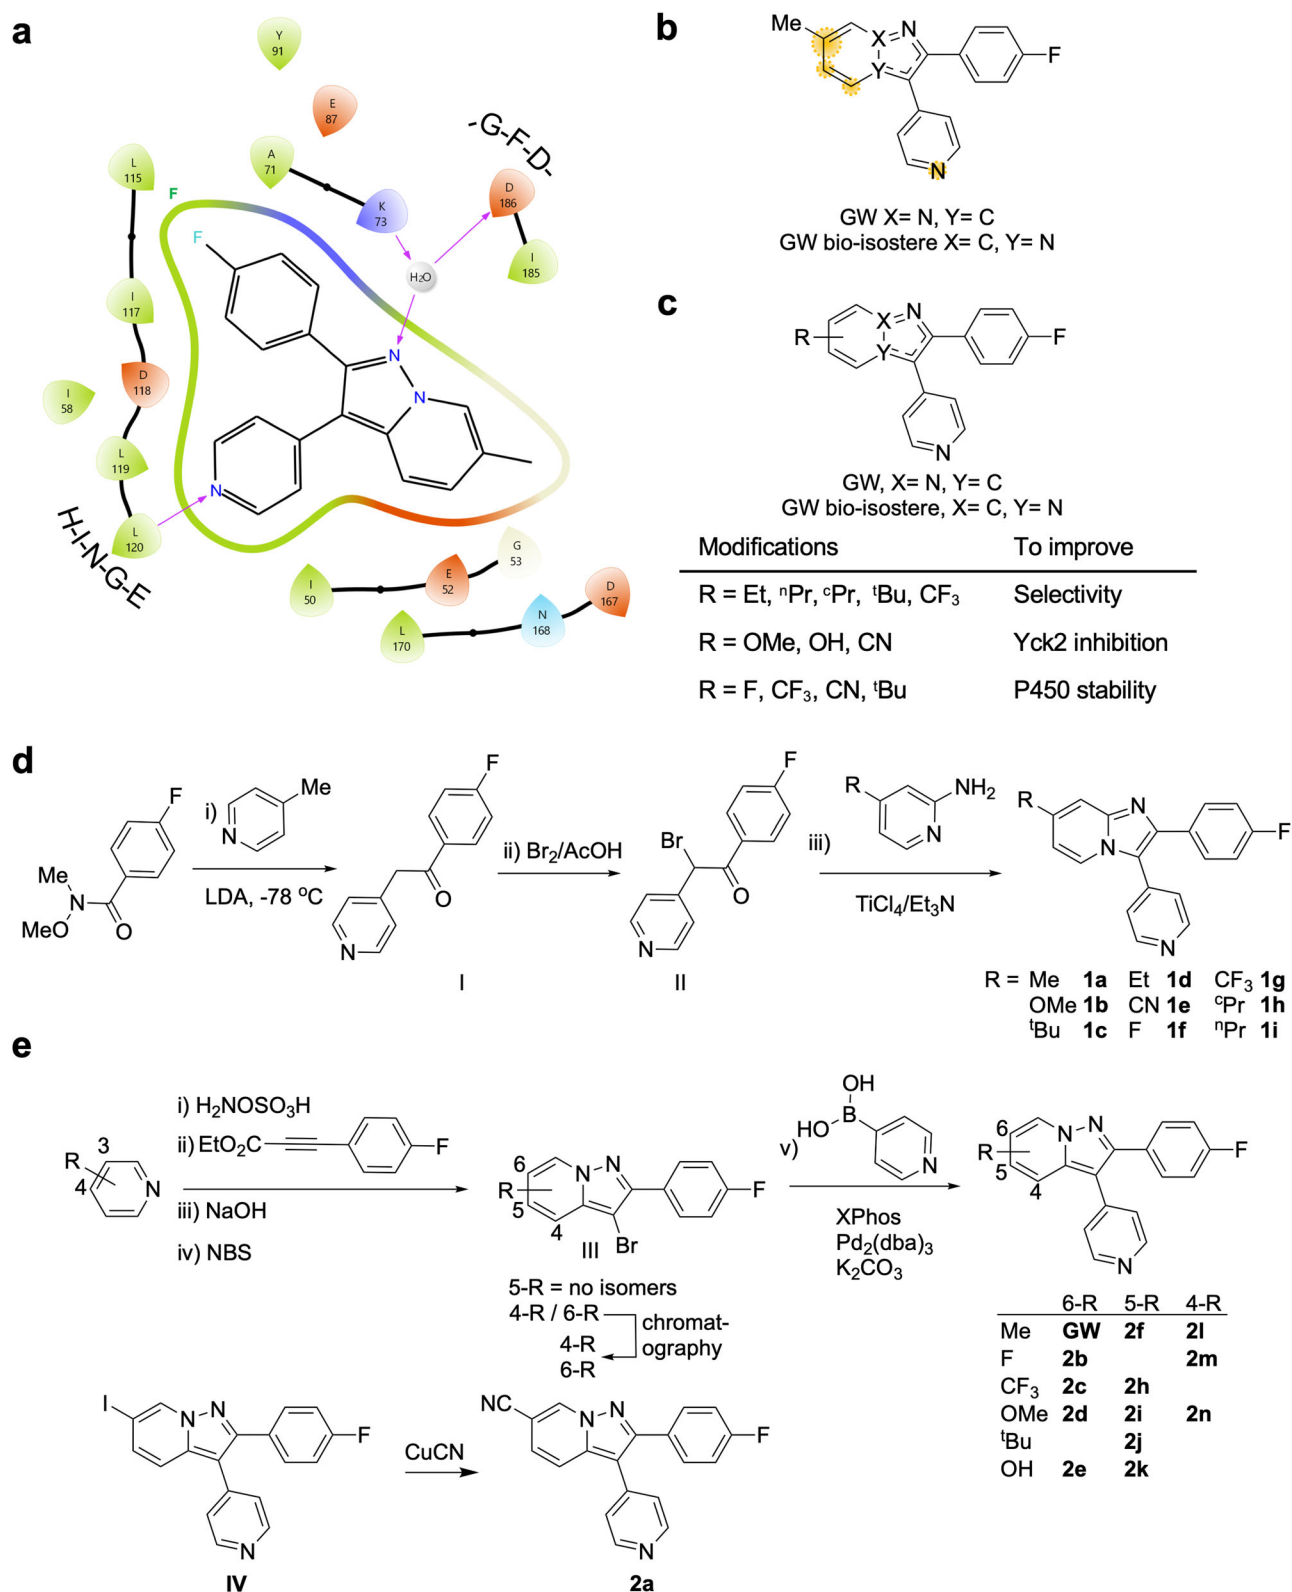 a
Y
91
E
87
A
71
K
73
-G-F-D-
D
186
I
185
L
115
F
F
H₂O
I
117
D
118
I
58
L
119
L
120
N
N
N
H-I-N-G-E
I
50
E
52
G
53
L
170
N
168
D
167
b
Me
X
N
Y
F
N
GW X= N, Y= C
GW bio-isostere X= C, Y= N
c
R
X
N
Y
F
N
GW, X= N, Y= C
GW bio-isostere, X= C, Y= N
Modifications To improve
R = Et, ⁿPr, ᶜPr, ᵗBu, CF₃ Selectivity
R = OMe, OH, CN Yck2 inhibition
R = F, CF₃, CN, ᵗBu P450 stability
d
F
Me
N
MeO
O
i)
N
Me
LDA, -78 °C
F
O
N
I
ii) Br₂/AcOH
F
Br
O
N
II
iii)
R
NH₂
N
TiCl₄/Et₃N
R
N
N
F
N
R = Me 1a Et 1d CF₃ 1g
OMe 1b CN 1e ᶜPr 1h
ᵗBu 1c F 1f ⁿPr 1i
e
3
R
4
N
i) H₂NOSO₃H
ii) EtO₂C
F
iii) NaOH
iv) NBS
6
R
5
4
N
N
F
Br
III
5-R = no isomers
4-R / 6-R
chromat-
ography
4-R
6-R
v)
OH
HO
B
N
XPhos
Pd₂(dba)₃
K₂CO₃
6
R
5
4
N
N
F
N
6-R 5-R 4-R
Me GW 2f 2l
F 2b 2m
CF₃ 2c 2h
OMe 2d 2i 2n
ᵗBu 2j
OH 2e 2k
I
N
N
F
N
IV
CuCN
NC
N
N
F
N
2a